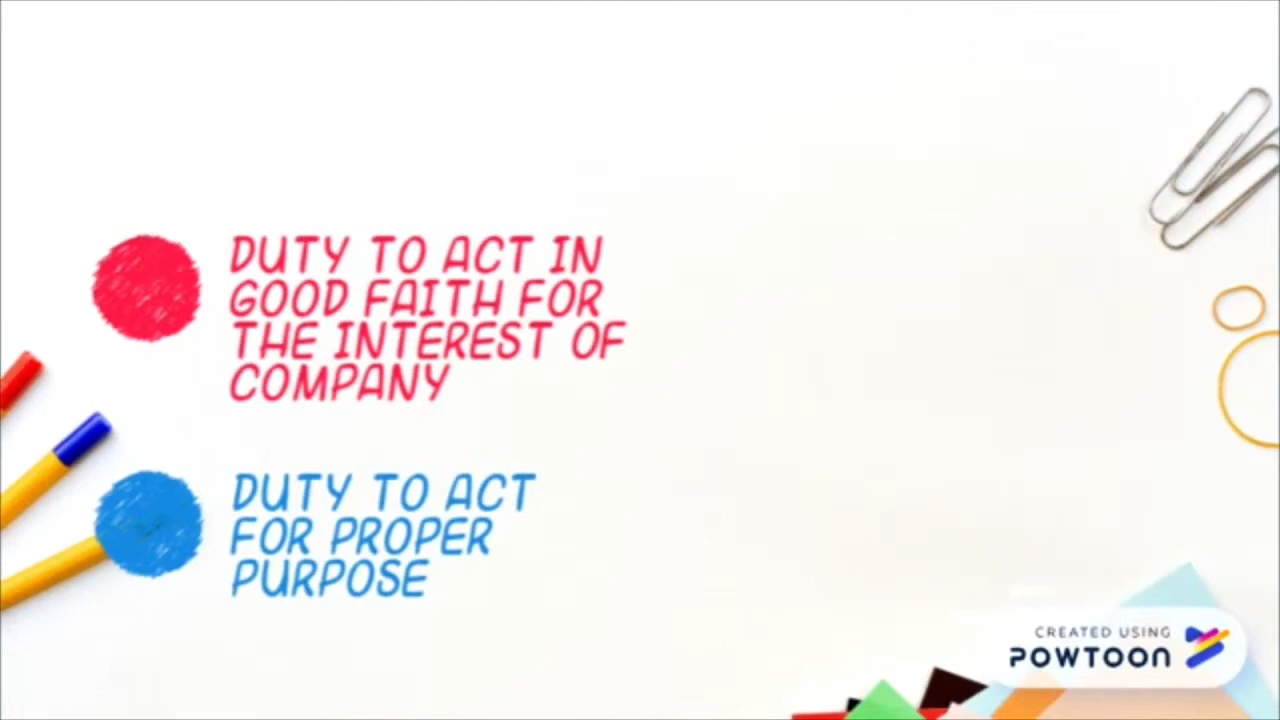 DUTY TO ACT IN
GOOD FAITH FOR
THE INTEREST OF
COMPANY
DUTY TO ACT
FOR PROPER
PURPOSE
CREATED USING
POWTOON